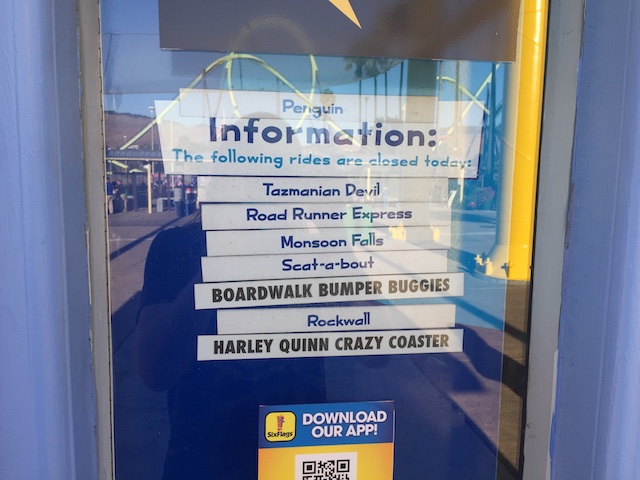 Penguin
Information:
The following rides are closed today:
Tazmanian Devil
Road Runner Express
Monsoon Falls
Scat-a-bout
BOARDWALK BUMPER BUGGIES
Rockwall
HARLEY QUINN CRAZY COASTER
SixFlags
DOWNLOAD
OUR APP!